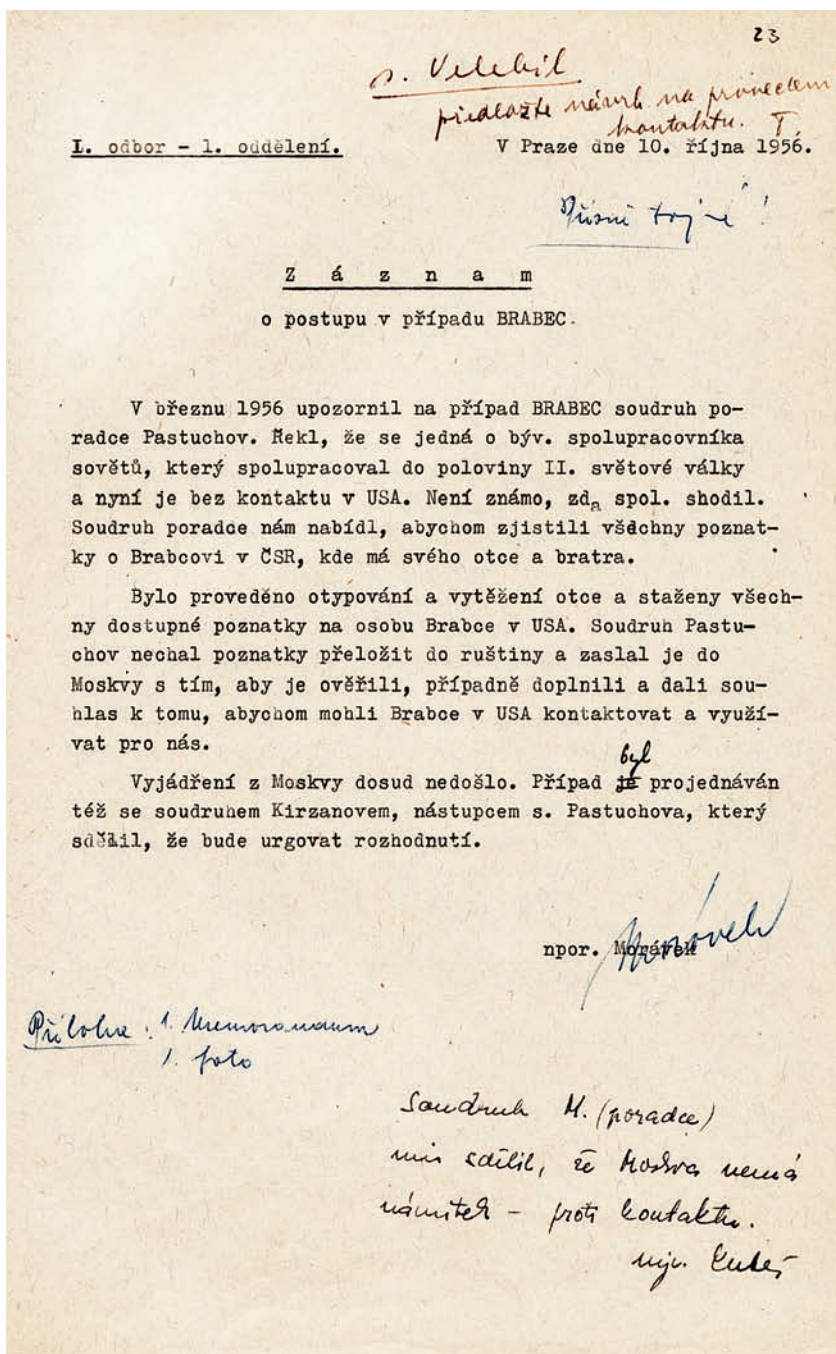 23
s. Velebil
předložte návrh na provedení
kontaktu. T.
I. odbor - 1. oddělení.
V Praze dne 10. října 1956.
Přísně tajné!
Z á z n a m
o postupu v případu BRABEC.
V březnu 1956 upozornil na případ BRABEC soudruh po-
radce Pastuchov. Řekl, že se jedná o býv. spolupracovníka
sovětů, který spolupracoval do poloviny II. světové války
a nyní je bez kontaktu v USA. Není známo, zda spol. shodil.
Soudruh poradce nám nabídl, abychom zjistili všdchny poznat-
ky o Brabcovi v ČSR, kde má svého otce a bratra.
Bylo proveděno otypování a vytěžení otce a staženy všech-
ny dostupné poznatky na osobu Brabce v USA. Soudruh Pastu-
chov nechal poznatky přeložit do ruštiny a zaslal je do
Moskvy s tím, aby je ověřili, případně doplnili a dali sou-
hlas k tomu, abychom mohli Brabce v USA kontaktovat a využí-
vat pro nás.
byl
Vyjádření z Moskvy dosud nedošlo. Případ je projednáván
též se soudruhem Kirzanovem, nástupcem s. Pastuchova, který
sdělil, že bude urgovat rozhodnutí.
npor. Morávek
Morávek
Příloha: 1. Memorandum
1. foto
Soudruh M. (poradce)
mi sdělil, že Moskva nemá
námitek - proti kontaktu.
mjr.